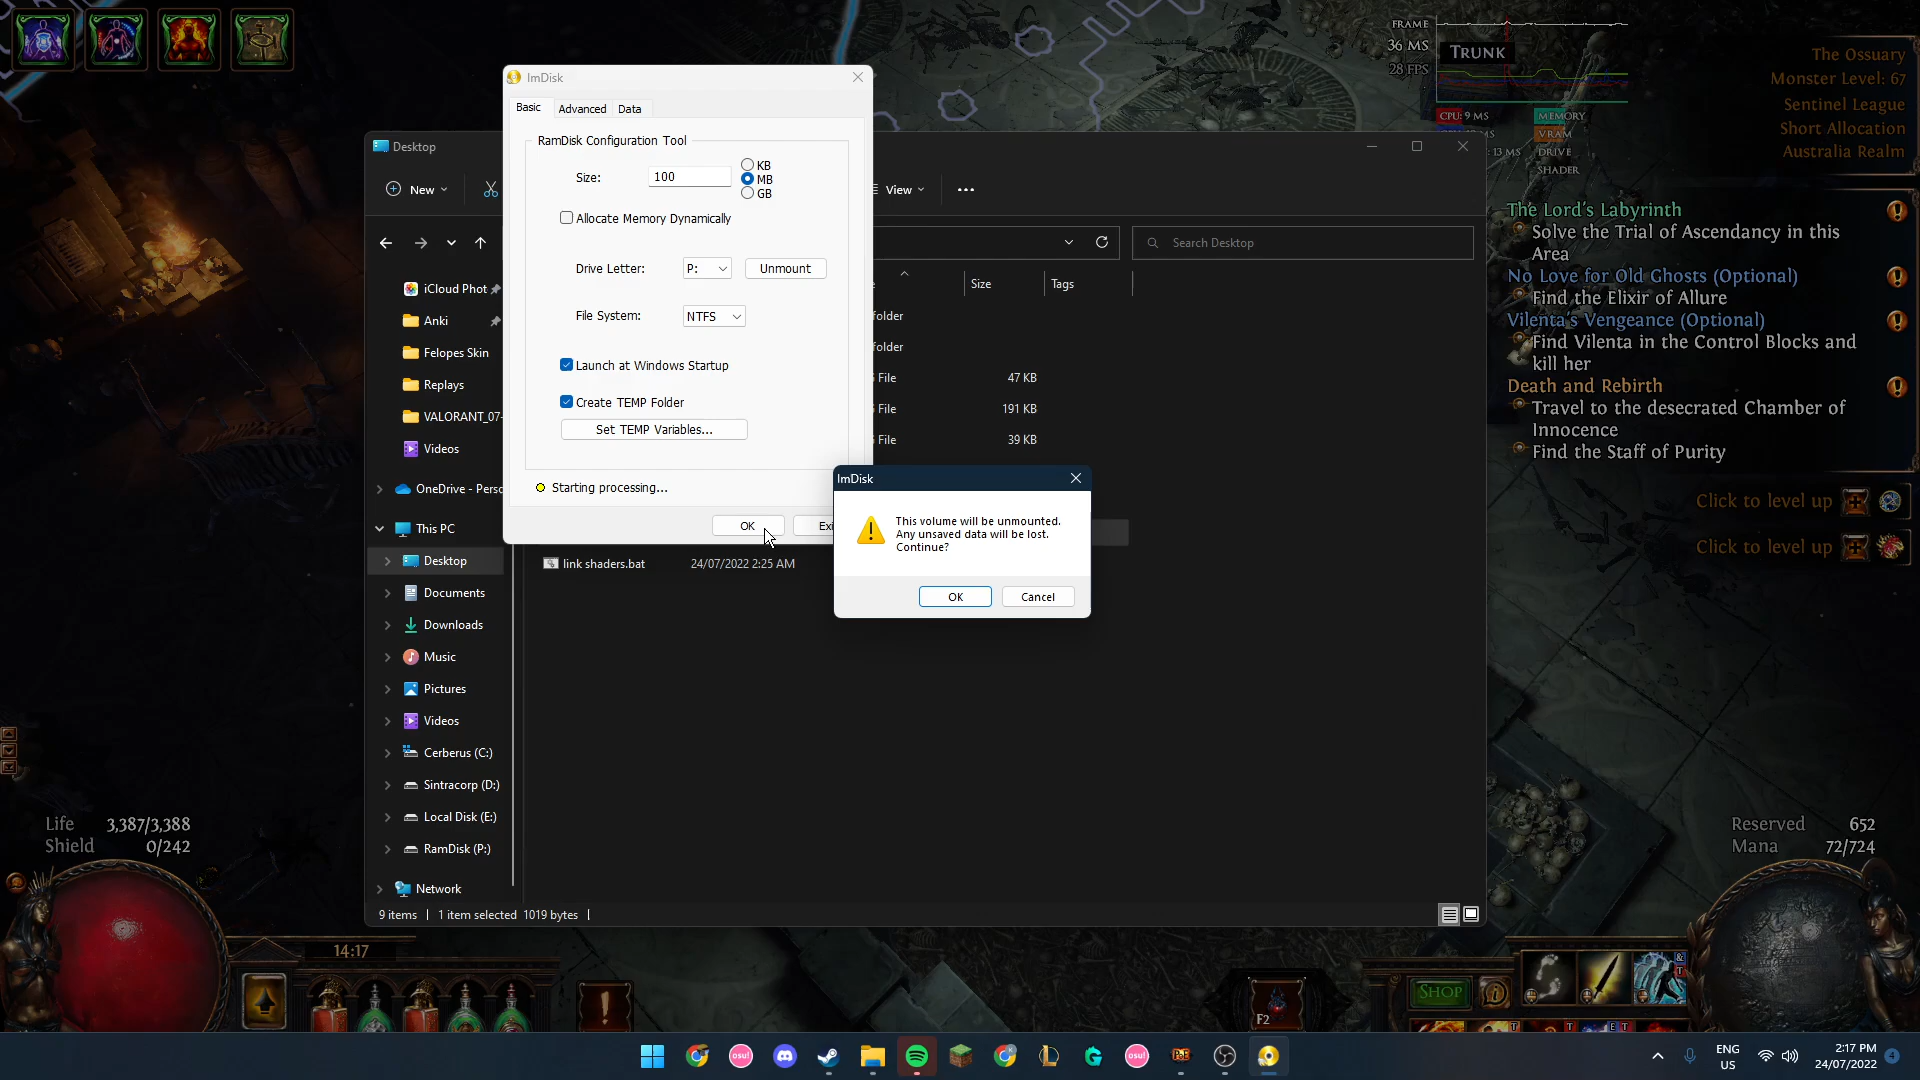 ImDisk
Basic
Advanced
Data
RamDisk Configuration Tool
Size:
100
KB
MB
GB
Allocate Memory Dynamically
Drive Letter:
P:
Unmount
File System:
NTFS
Launch at Windows Startup
Create TEMP Folder
Set TEMP Variables...
Starting processing...
OK
ImDisk
This volume will be unmounted.
Any unsaved data will be lost.
Continue?
OK
Cancel
Desktop
New
View
Search Desktop
Size
Tags
File
47 KB
File
191 KB
File
39 KB
link shaders.bat
24/07/2022 2:25 AM
Anki
Felopes Skin
Replays
Videos
This PC
Desktop
Documents
Downloads
Music
Pictures
Videos
Cerberus (C:)
Sintracorp (D:)
Local Disk (E:)
RamDisk (P:)
Network
9 items
1 item selected 1019 bytes
FRAME
36 MS
28 FPS
TRUNK
CPU: 9 MS
MEMORY
VRAM
13 MS
DRIVE
SHADER
The Ossuary
Monster Level: 67
Sentinel League
Short Allocation
Australia Realm
The Lord's Labyrinth
Solve the Trial of Ascendancy in this
Area
No Love for Old Ghosts (Optional)
Find the Elixir of Allure
Vilenta's Vengeance (Optional)
Find Vilenta in the Control Blocks and
kill her
Death and Rebirth
Travel to the desecrated Chamber of
Innocence
Find the Staff of Purity
Click to level up
Click to level up
Life 3,387/3,388
Shield 0/242
Reserved 652
Mana 72/724
14:17
F2
SHOP
osu!
osu!
ENG
US
2:17 PM
24/07/2022
4